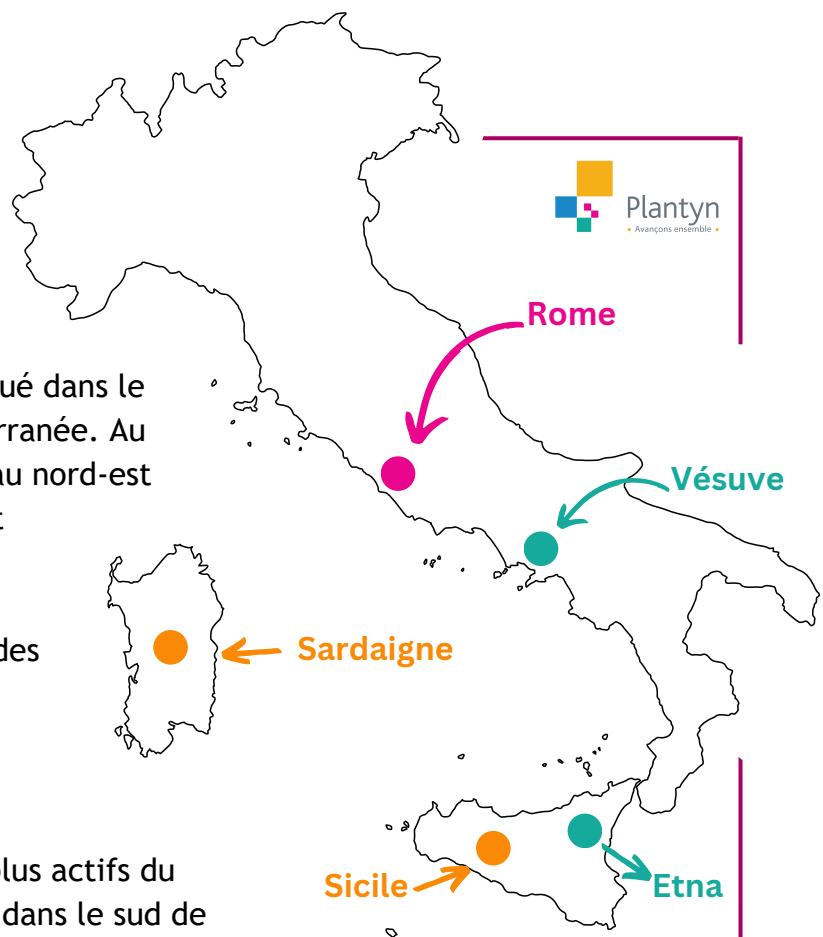 Plantyn
• Avançons ensemble •
Rome
ué dans le
rranée. Au
au nord-est
Vésuve
des
Sardaigne
plus actifs du
Sicile
Etna
dans le sud de